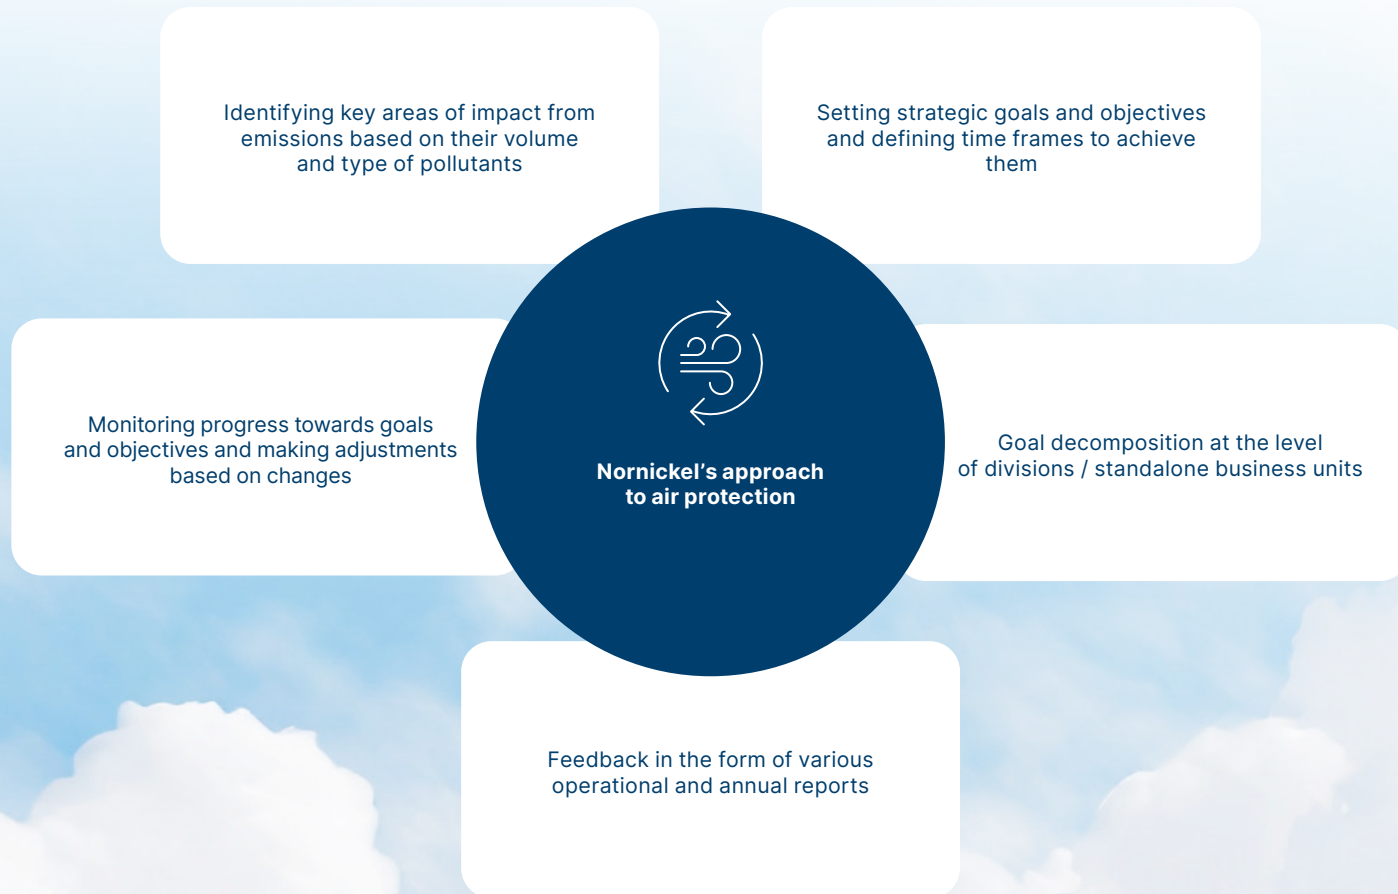 Identifying key areas of impact from
emissions based on their volume
and type of pollutants
Setting strategic goals and objectives
and defining time frames to achieve
them
Monitoring progress towards goals
and objectives and making adjustments
based on changes
Nornickel’s approach
to air protection
Goal decomposition at the level
of divisions / standalone business units
Feedback in the form of various
operational and annual reports